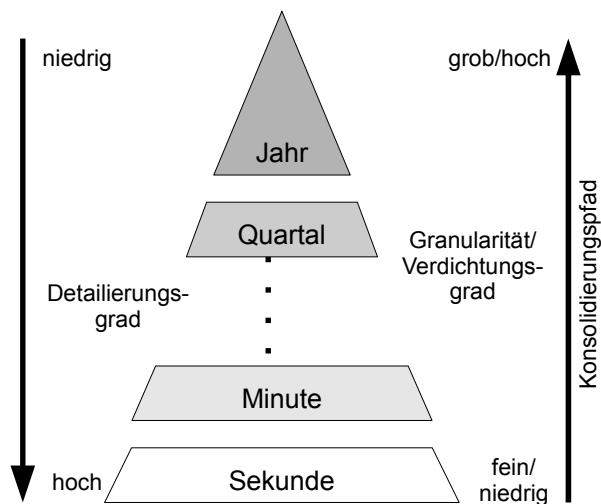 niedrig
grob/hoch
Jahr
Quartal
Granularität/
Verdichtungs-
grad
Detailierungs-
grad
Konsolidierungspfad
Minute
hoch
Sekunde
fein/
niedrig